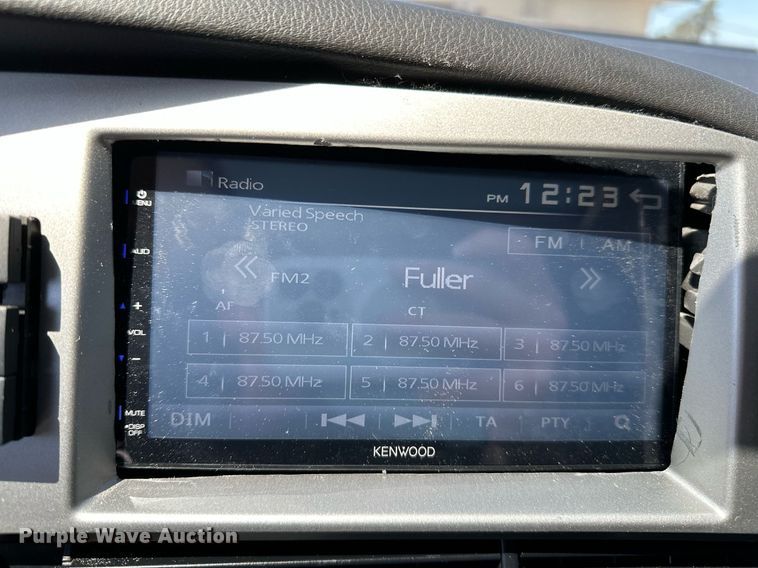 Radio
PM 12:23
MENU
Varied Speech
STEREO
FM | AM
AUD
FM2 Fuller
AF CT
+
VOL
−
1 | 87.50 MHz 2 | 87.50 MHz 3 | 87.50 MHz
4 | 87.50 MHz 5 | 87.50 MHz 6 | 87.50 MHz
MUTE
DIM TA PTY
*DISP
OFF
KENWOOD
Purple Wave Auction